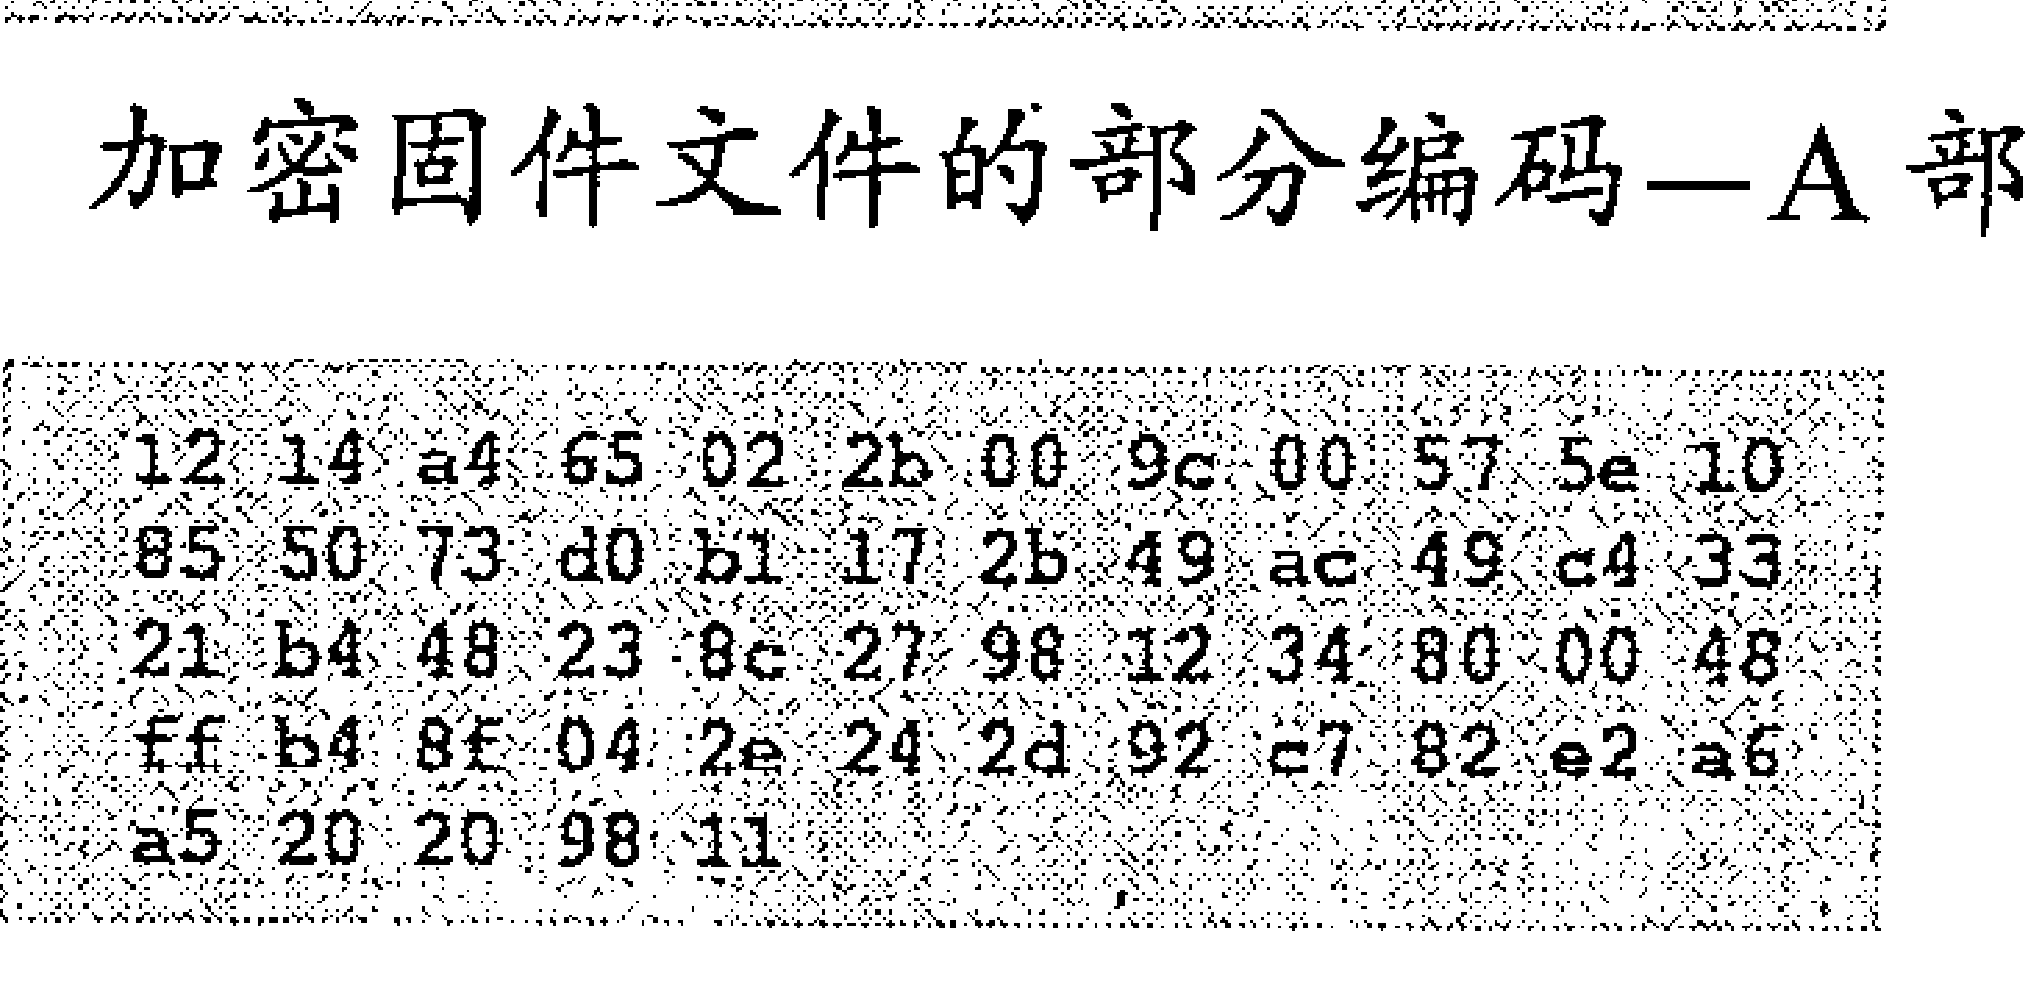 加密固件文件的部分编码—A 部
12 14 a4 65 02 2b 00 9c 00 57 5e 10
85 50 73 d0 b1 17 2b 49 ac 49 c4 33
21 b4 48 23 8c 27 98 12 34 80 00 48
ff b4 8f 04 2e 24 2d 92 c7 82 e2 a6
a5 20 20 98 11